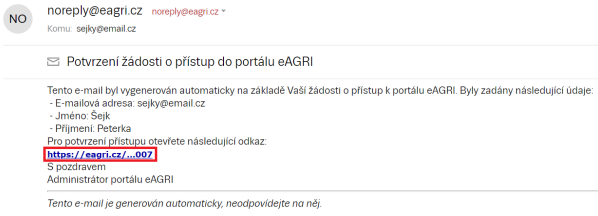 NO
noreply@eagri.cz noreply@eagri.cz
Komu: sejky@email.cz
Potvrzení žádosti o přístup do portálu eAGRI
Tento e-mail byl vygenerován automaticky na základě Vaší žádosti o přístup k portálu eAGRI. Byly zadány následující údaje:
- E-mailová adresa: sejky@email.cz
- Jméno: Šejk
- Příjmení: Peterka
Pro potvrzení přístupu otevřete následující odkaz:
https://eagri.cz/...007
S pozdravem
Administrátor portálu eAGRI
Tento e-mail je generován automaticky, neodpovídejte na něj.